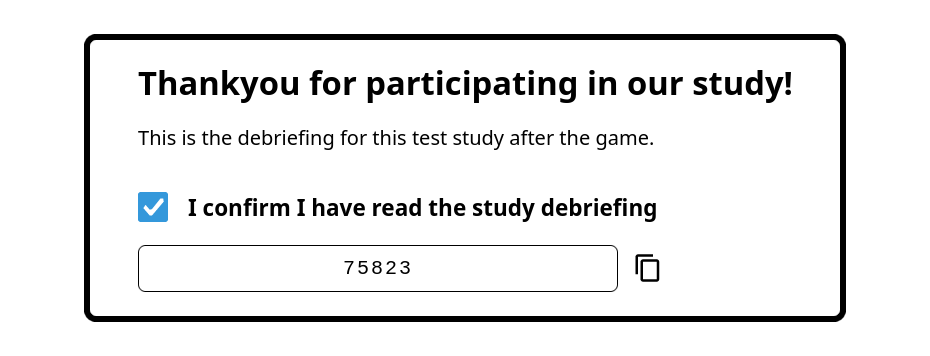 Thankyou for participating in our study!
This is the debriefing for this test study after the game.
I confirm I have read the study debriefing
75823